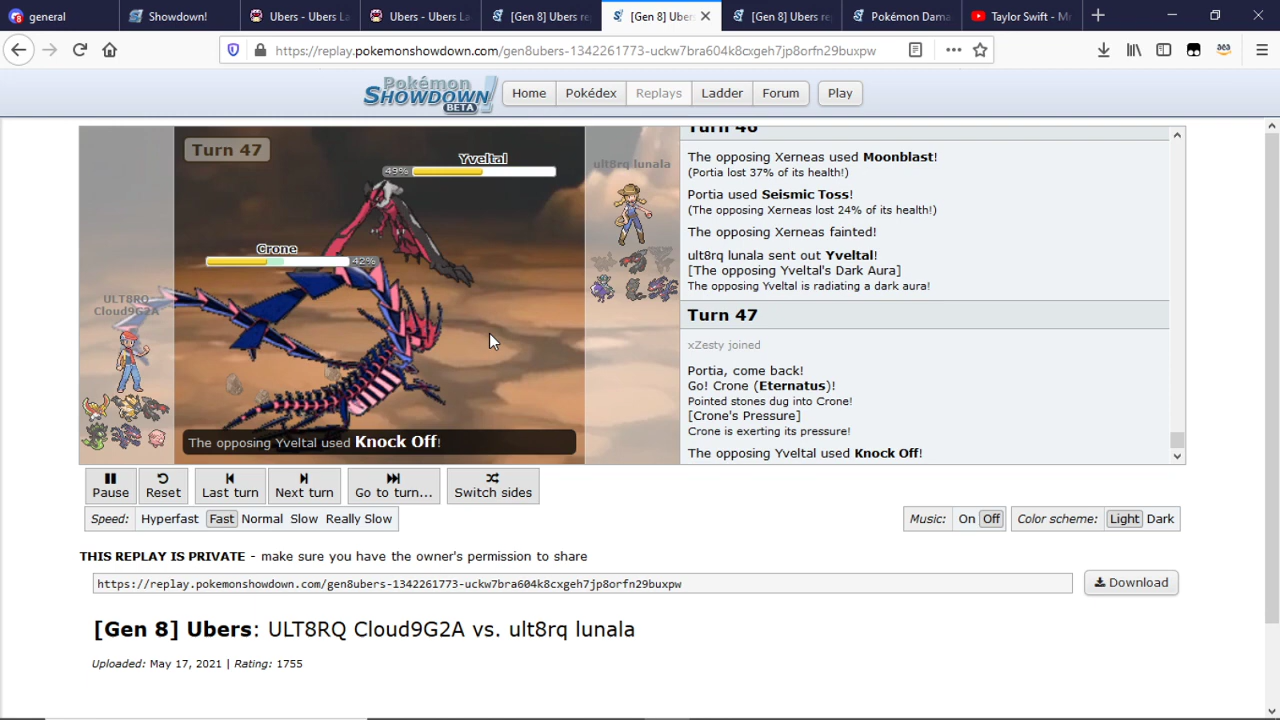 general
Showdown!
Ubers - Ubers La
Ubers - Ubers La
[Gen 8] Ubers re
[Gen 8] Uber
[Gen 8] Ubers re
Pokémon Dama
Taylor Swift - Mr
https://replay.pokemonshowdown.com/gen8ubers-1342261773-uckw7bra604k8cxgeh7jp8orfn29buxpw
Pokémon
Showdown!
BETA
Home
Pokédex
Replays
Ladder
Forum
Play
Turn 47
Yveltal
49%
Crone
42%
ULT8RQ
Cloud9G2A
ult8rq lunala
The opposing Yveltal used Knock Off!
Turn 46
The opposing Xerneas used Moonblast!
(Portia lost 37% of its health!)
Portia used Seismic Toss!
(The opposing Xerneas lost 24% of its health!)
The opposing Xerneas fainted!
ult8rq lunala sent out Yveltal!
[The opposing Yveltal's Dark Aura]
The opposing Yveltal is radiating a dark aura!
Turn 47
xZesty joined
Portia, come back!
Go! Crone (Eternatus)!
Pointed stones dug into Crone!
[Crone's Pressure]
Crone is exerting its pressure!
The opposing Yveltal used Knock Off!
Pause
Reset
Last turn
Next turn
Go to turn...
Switch sides
Speed: Hyperfast Fast Normal Slow Really Slow
Music: On Off
Color scheme: Light Dark
THIS REPLAY IS PRIVATE - make sure you have the owner's permission to share
https://replay.pokemonshowdown.com/gen8ubers-1342261773-uckw7bra604k8cxgeh7jp8orfn29buxpw
Download
[Gen 8] Ubers: ULT8RQ Cloud9G2A vs. ult8rq lunala
Uploaded: May 17, 2021 | Rating: 1755